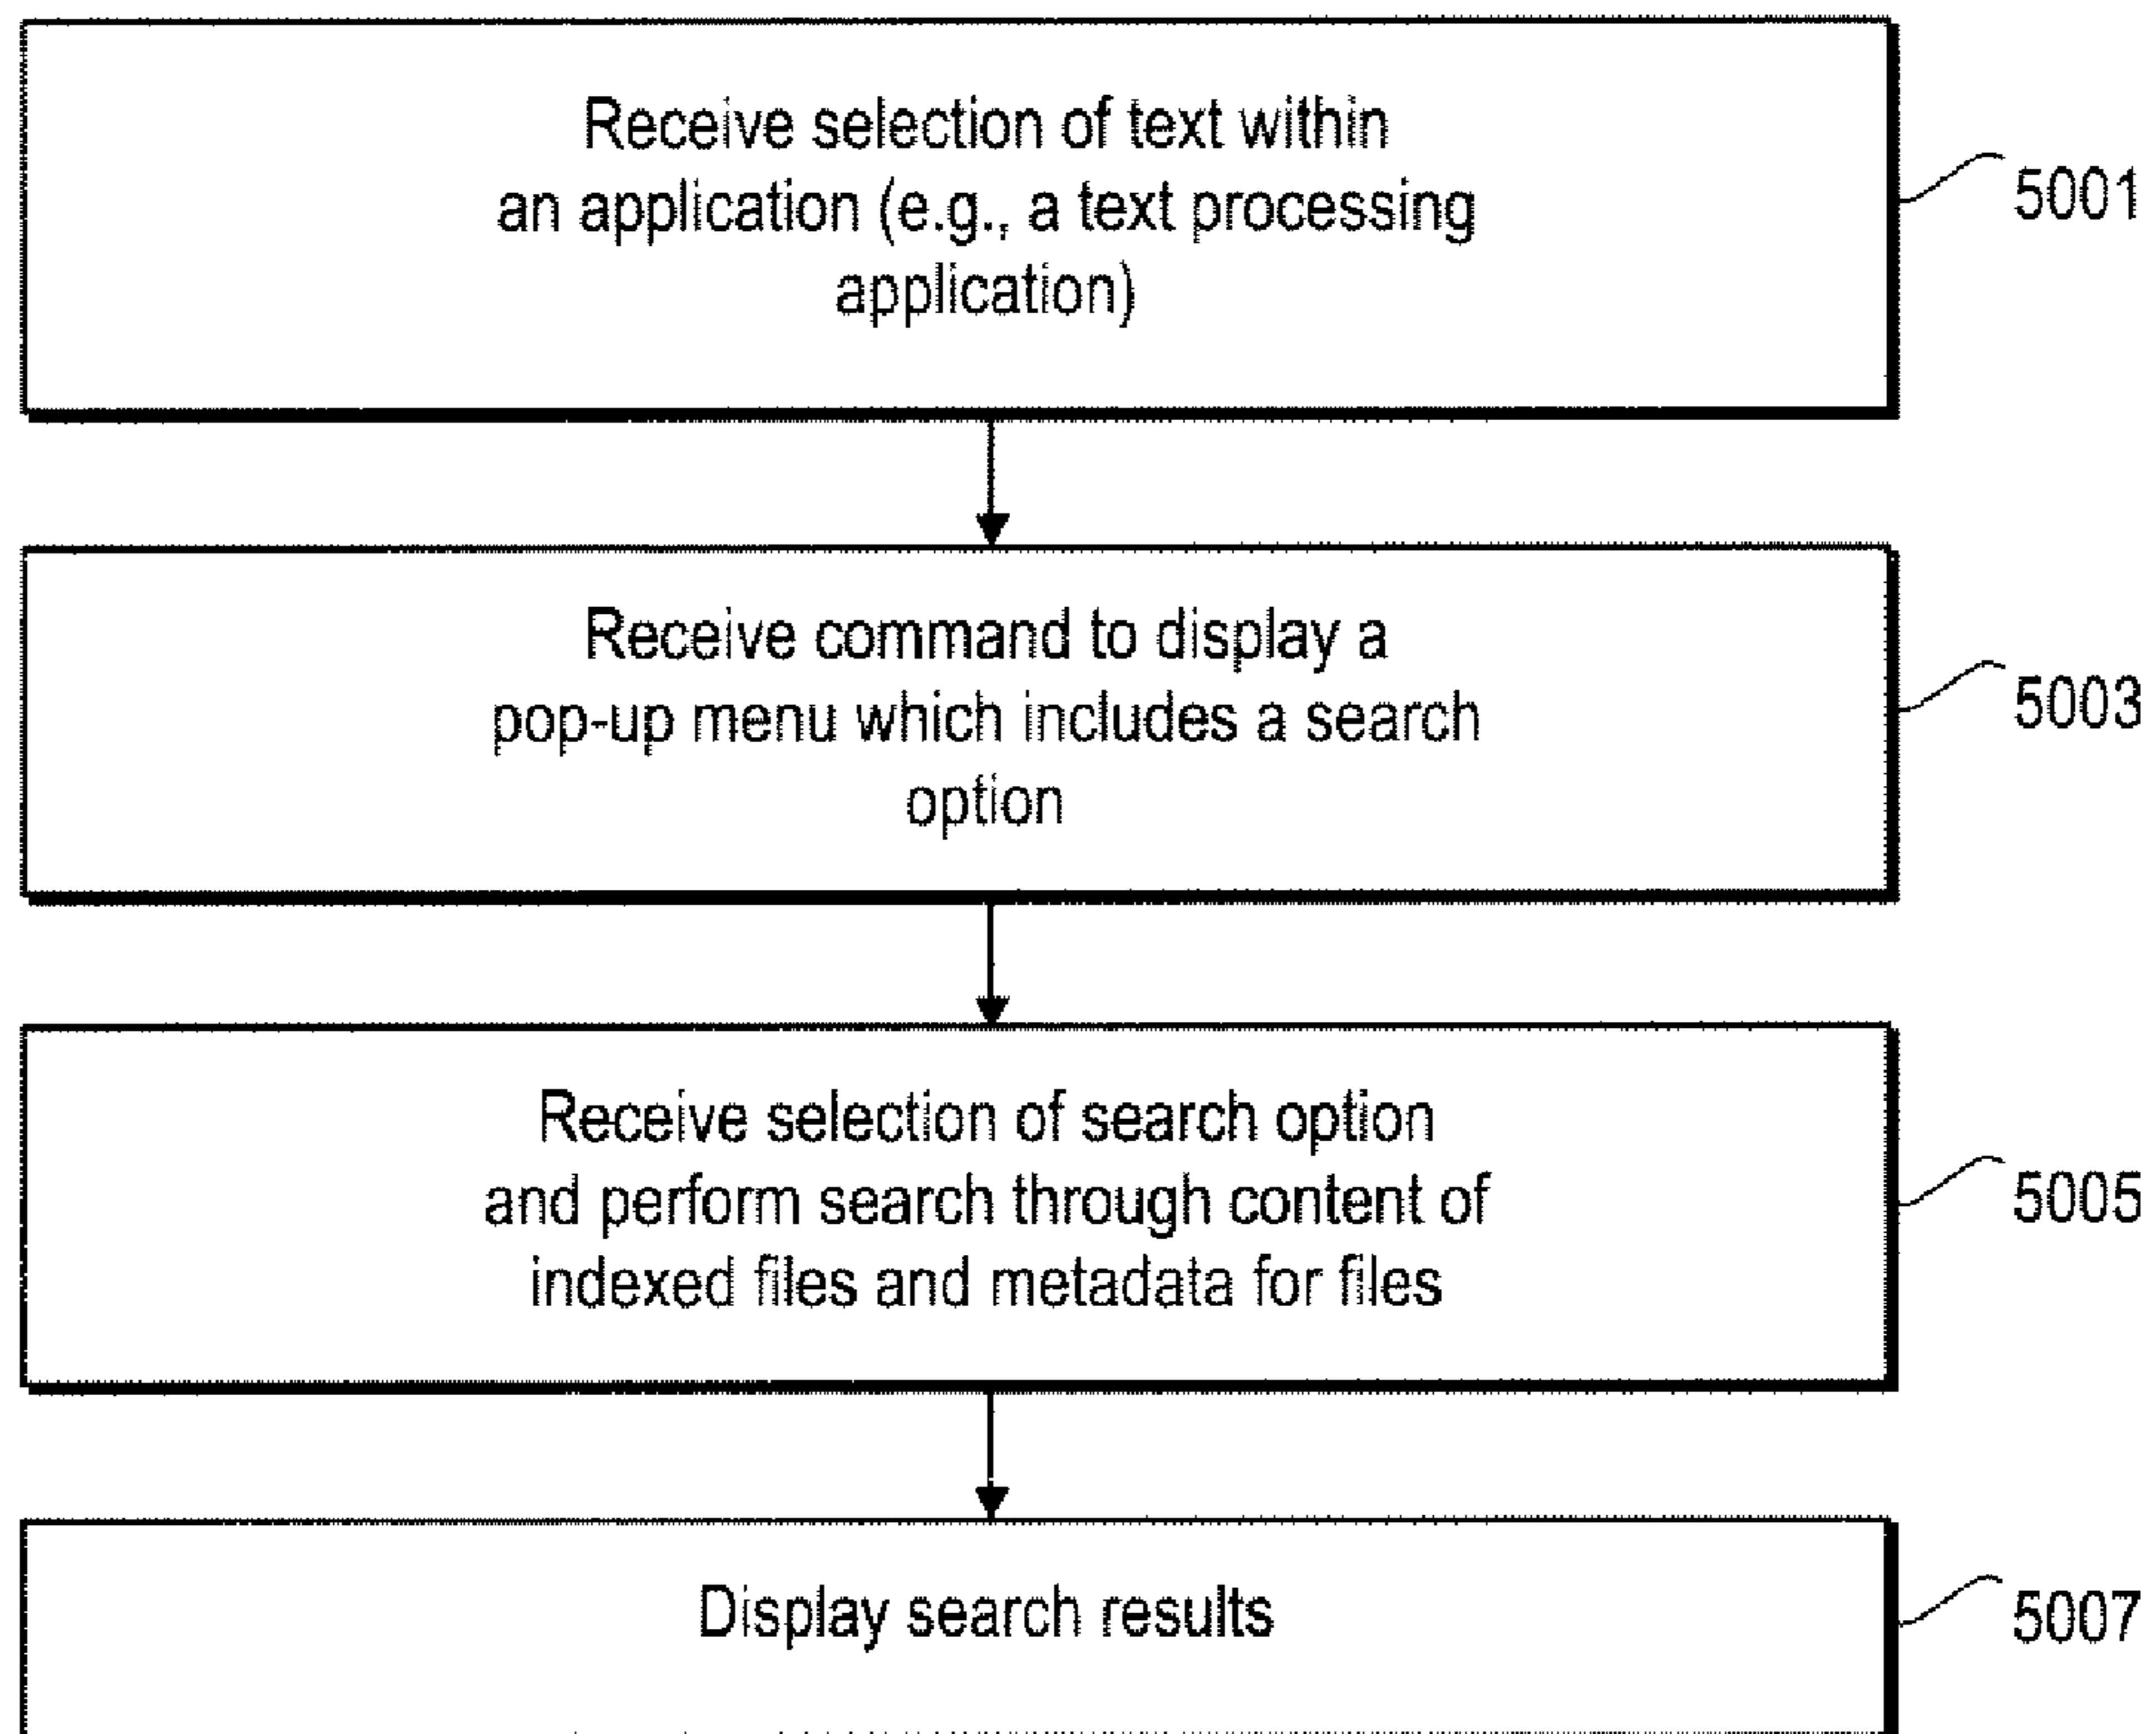 Receive selection of text within
an application (e.g., a text processing
application)
5001
Receive command to display a
pop-up menu which includes a search
option
5003
Receive selection of search option
and perform search through content of
indexed files and metadata for files
5005
Display search results
5007